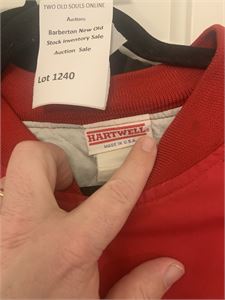 TWO OLD SOULS ONLINE
Auctions
Barberton New Old
Stock Inventory Sale
Auction Sale
Lot 1240
HARTWELL
MADE IN U.S.A.